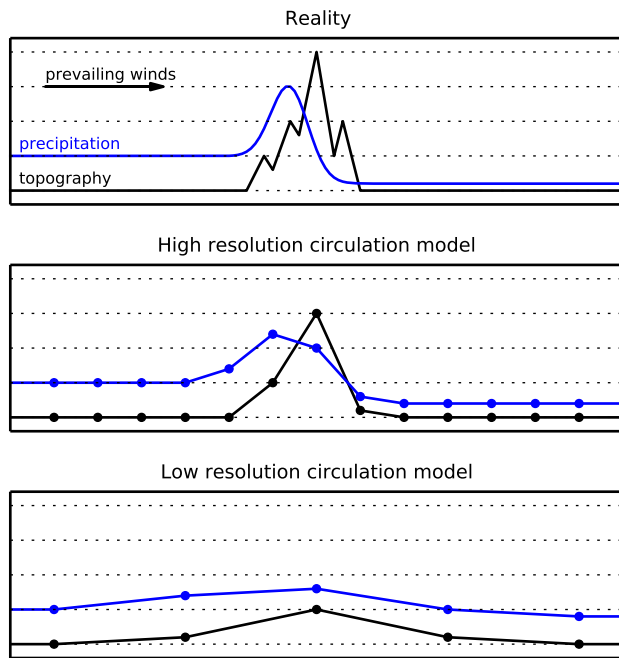 Reality
prevailing winds
precipitation
topography
High resolution circulation model
Low resolution circulation model